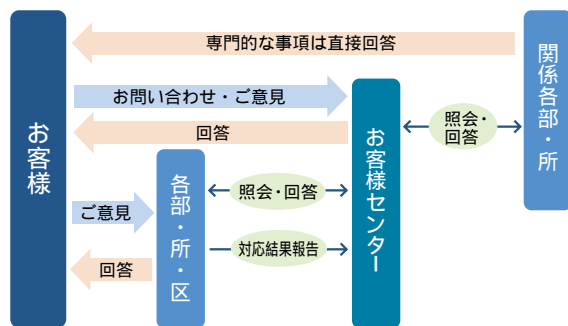 専門的な事項は直接回答
関係各部・所
お問い合わせ・ご意見
回答
お客様
お客様センター
照会・
回答
各部・所・区
照会・回答
ご意見
対応結果報告
回答